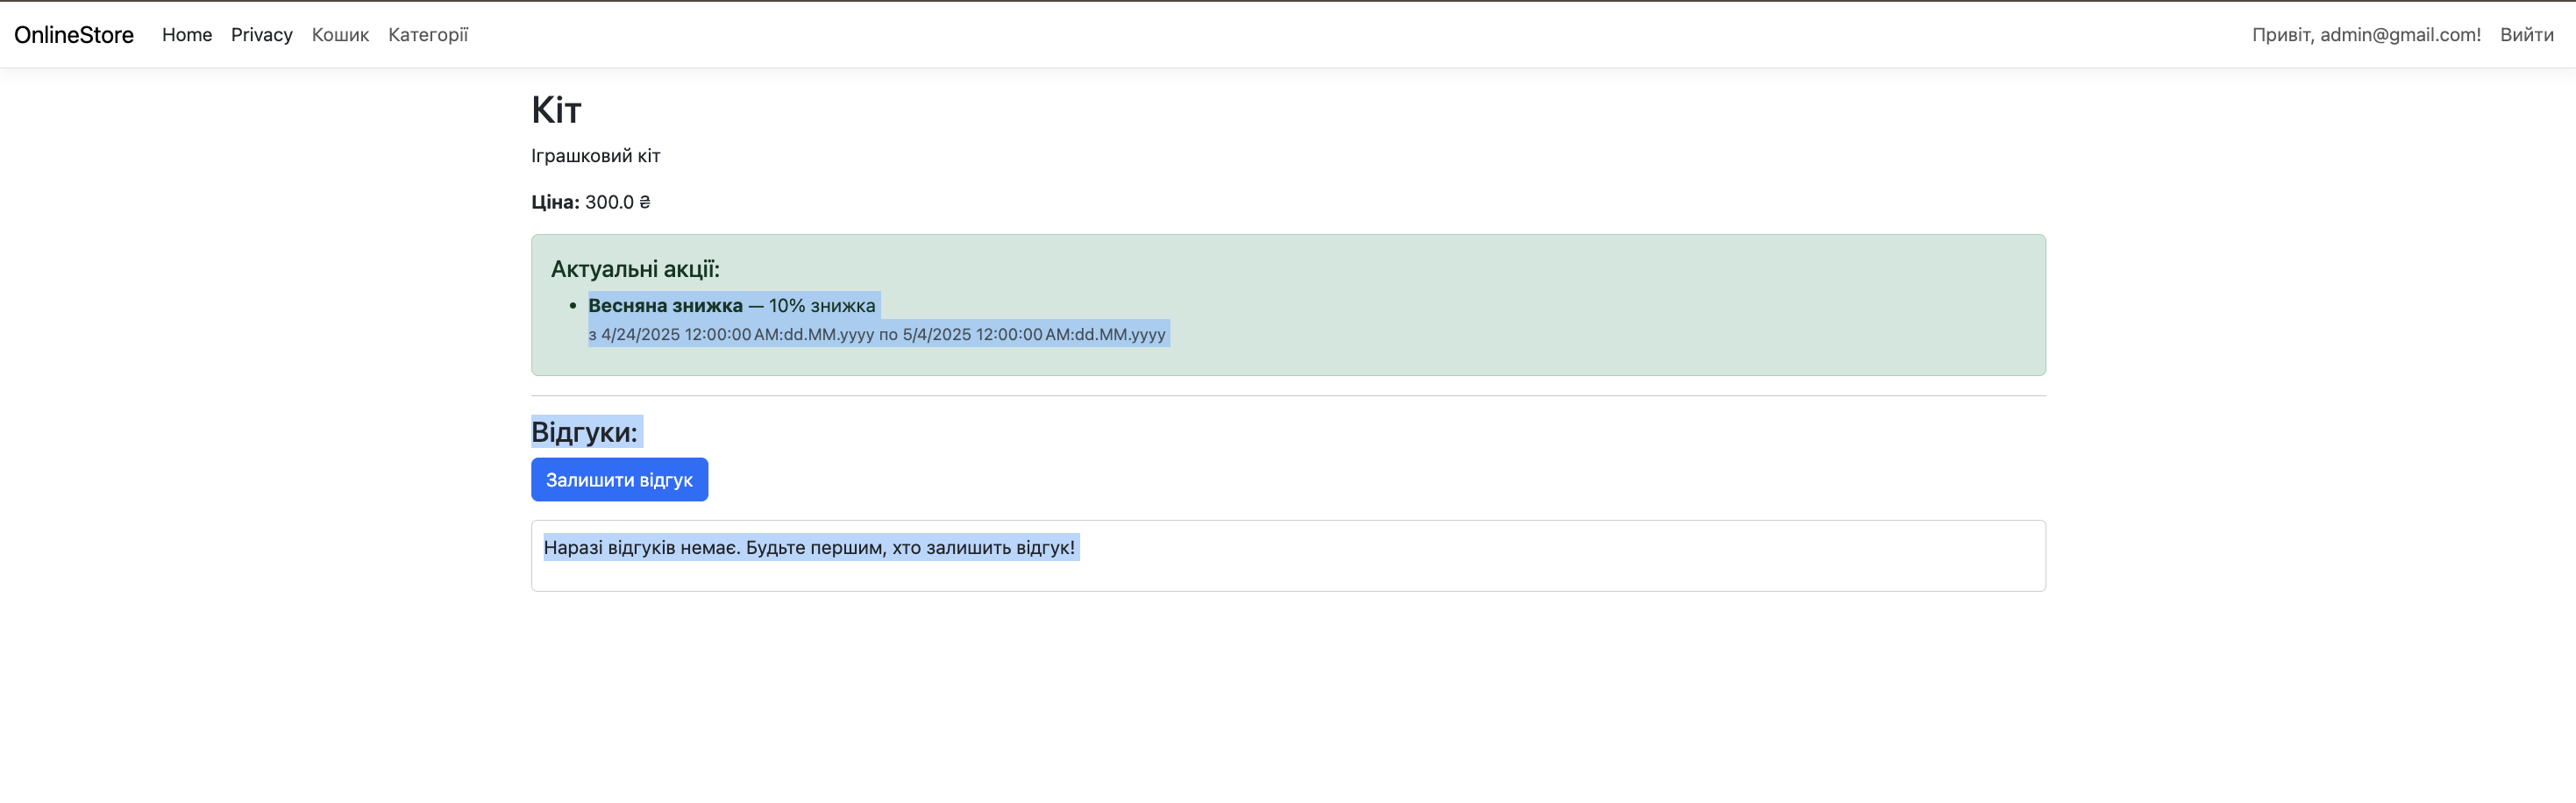 OnlineStore Home Privacy Кошик Категорії Привіт, admin@gmail.com! Вийти
Кіт
Іграшковий кіт
Ціна: 300.0 ₴
Актуальні акції:
• Весняна знижка — 10% знижка
з 4/24/2025 12:00:00 AM:dd.MM.yyyy по 5/4/2025 12:00:00 AM:dd.MM.yyyy
Відгуки:
Залишити відгук
Наразі відгуків немає. Будьте першим, хто залишить відгук!